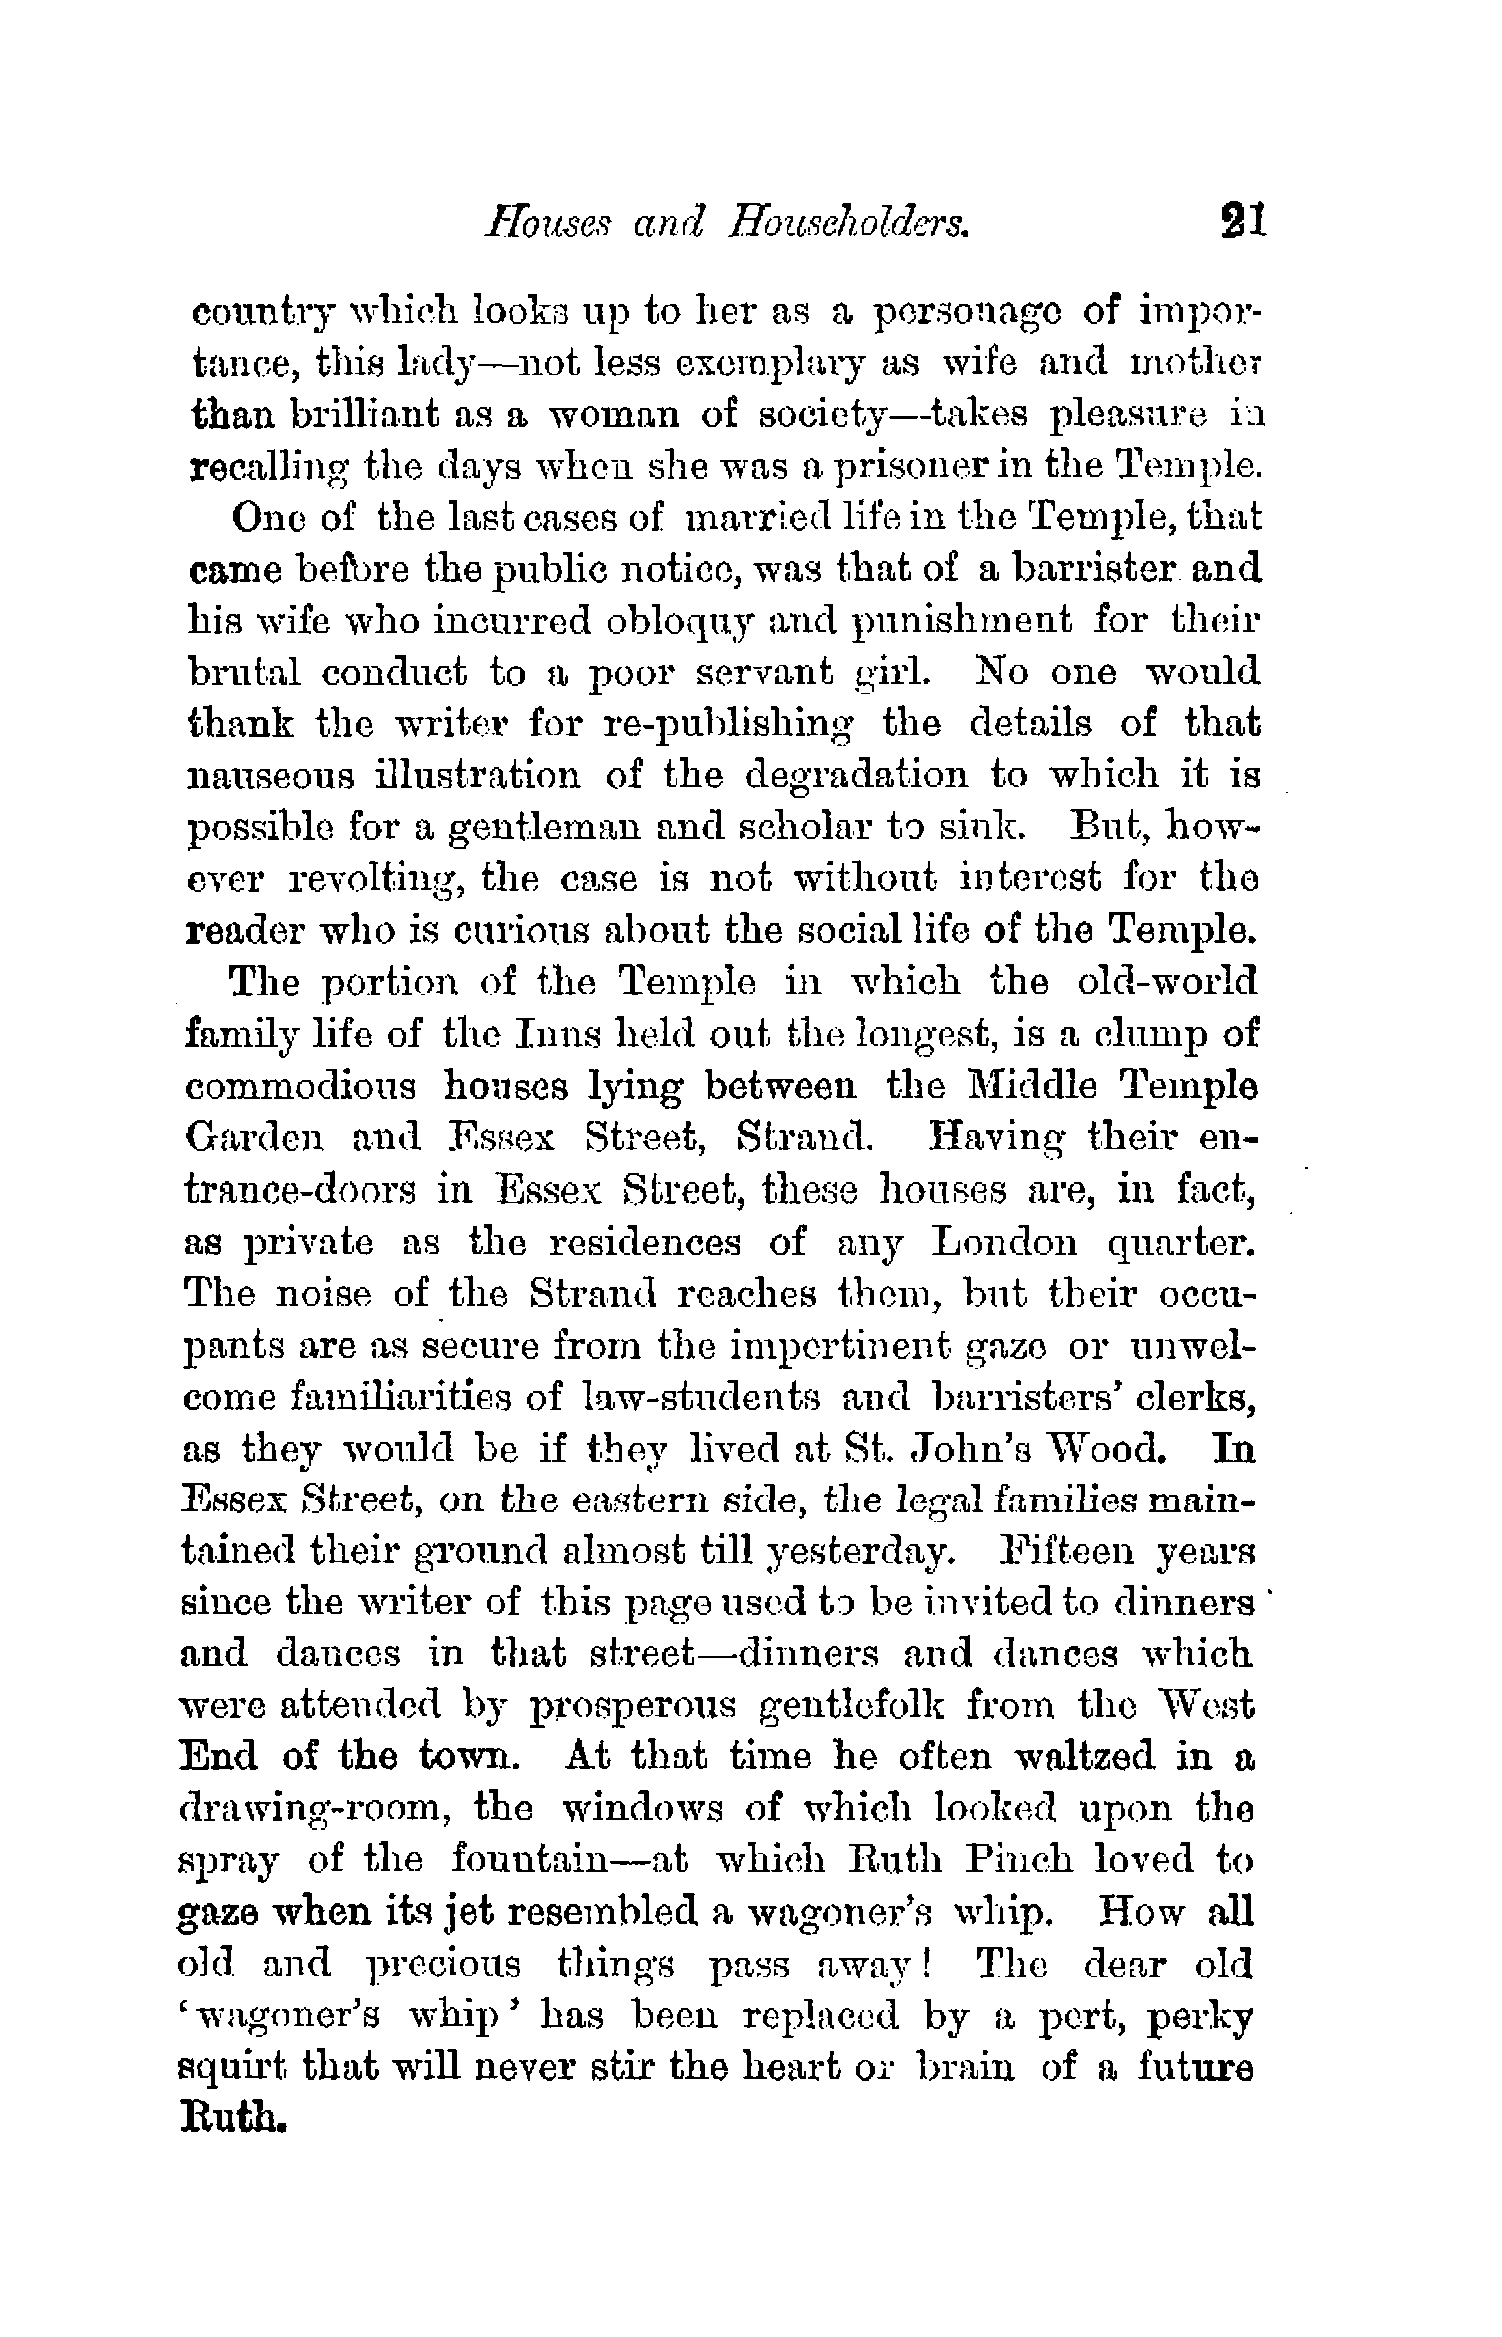 Houses and Householders. 21
country which looks up to her as a personage of impor-
tance, this lady—not less exemplary as wife and mother
than brilliant as a woman of society—takes pleasure in
recalling the days when she was a prisoner in the Temple.
One of the last cases of married life in the Temple, that
came before the public notice, was that of a barrister and
his wife who incurred obloquy and punishment for their
brutal conduct to a poor servant girl. No one would
thank the writer for re-publishing the details of that
nauseous illustration of the degradation to which it is
possible for a gentleman and scholar to sink. But, how-
ever revolting, the case is not without interest for the
reader who is curious about the social life of the Temple.
The portion of the Temple in which the old-world
family life of the Inns held out the longest, is a clump of
commodious houses lying between the Middle Temple
Garden and Essex Street, Strand. Having their en-
trance-doors in Essex Street, these houses are, in fact,
as private as the residences of any London quarter.
The noise of the Strand reaches them, but their occu-
pants are as secure from the impertinent gaze or unwel-
come familiarities of law-students and barristers' clerks,
as they would be if they lived at St. John's Wood. In
Essex Street, on the eastern side, the legal families main-
tained their ground almost till yesterday. Fifteen years
since the writer of this page used to be invited to dinners
and dances in that street—dinners and dances which
were attended by prosperous gentlefolk from the West
End of the town. At that time he often waltzed in a
drawing-room, the windows of which looked upon the
spray of the fountain—at which Ruth Pinch loved to
gaze when its jet resembled a wagoner's whip. How all
old and precious things pass away! The dear old
'wagoner's whip' has been replaced by a pert, perky
squirt that will never stir the heart or brain of a future
Ruth.